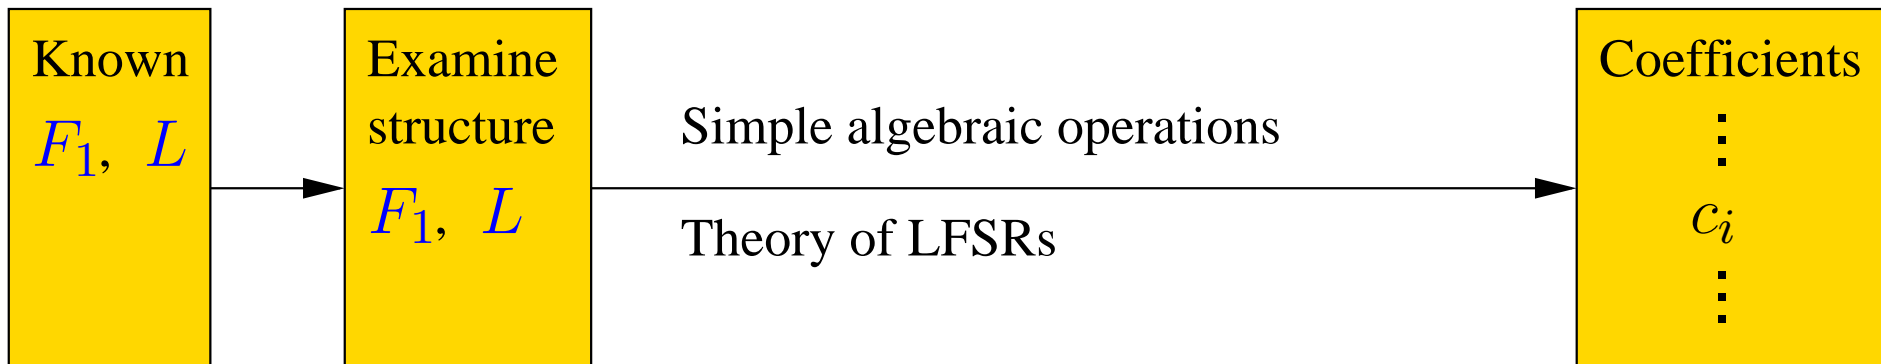 Known
F₁, L
Examine
structure
F₁, L
Simple algebraic operations
Theory of LFSRs
Coefficients
⋮
cᵢ
⋮